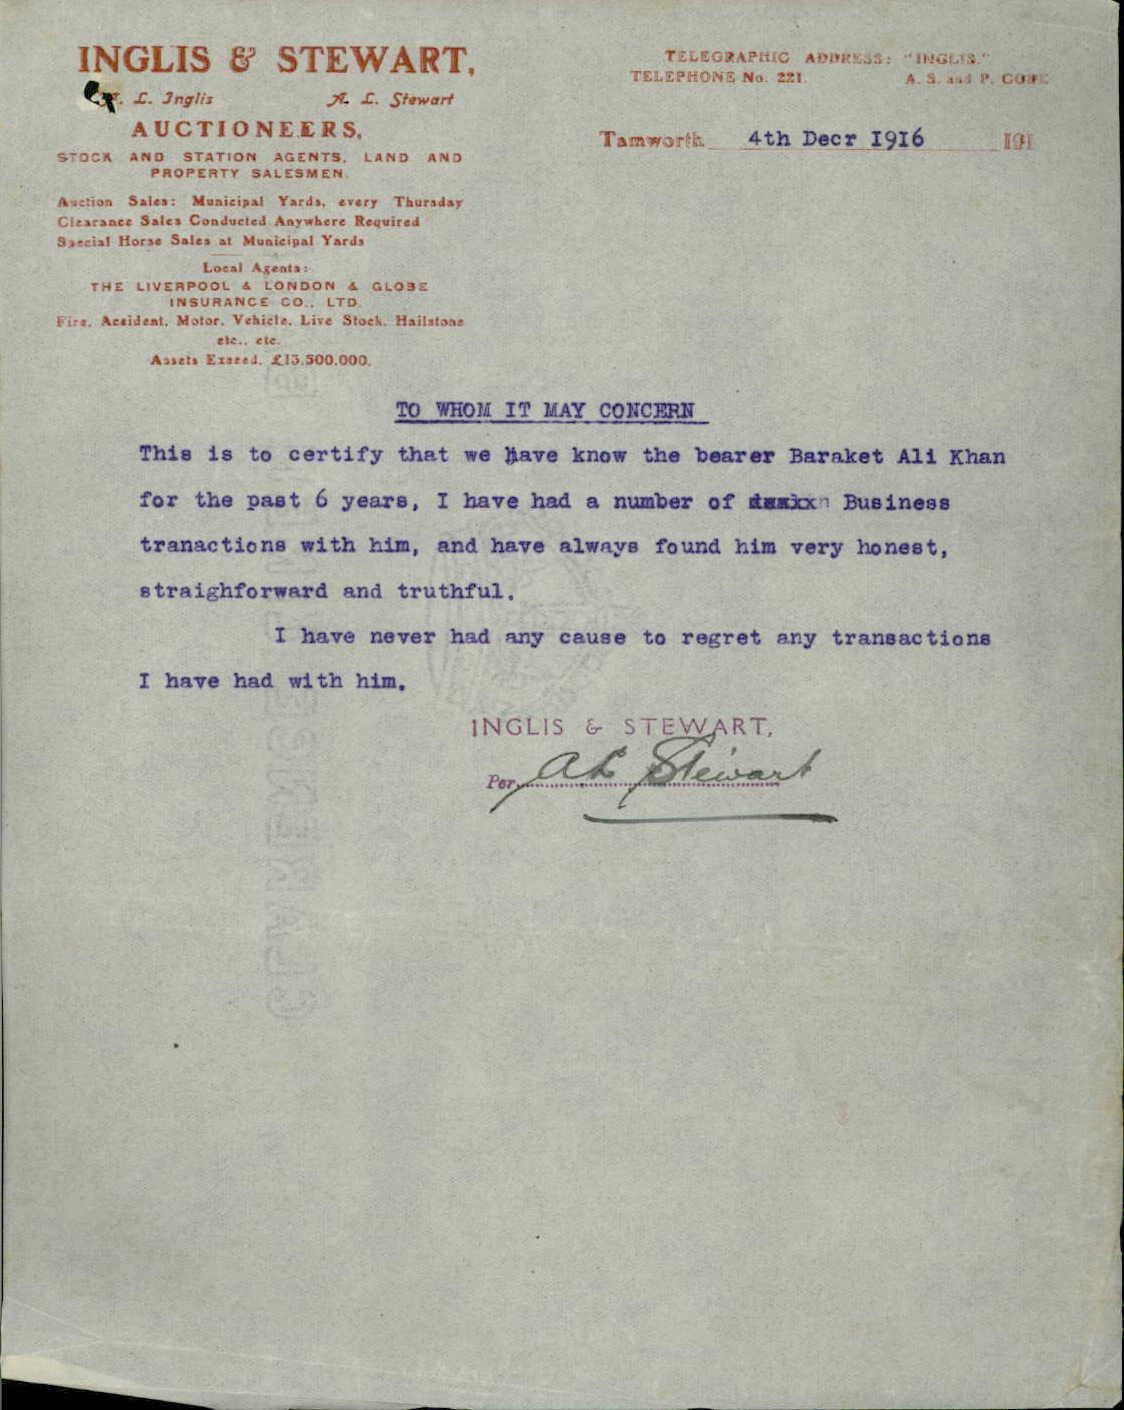 INGLIS & STEWART,
L. Inglis A. L. Stewart
AUCTIONEERS,
STOCK AND STATION AGENTS, LAND AND
PROPERTY SALESMEN.
Auction Sales: Municipal Yards, every Thursday
Clearance Sales Conducted Anywhere Required
Special Horse Sales at Municipal Yards
Local Agents:
THE LIVERPOOL & LONDON & GLOBE
INSURANCE CO., LTD.
Fire, Accident, Motor, Vehicle, Live Stock, Hailstone
etc., etc.
Assets Exceed, £13,500,000.
TELEGRAPHIC ADDRESS: "INGLIS."
TELEPHONE No. 221. A. S. and P. CODE
Tamworth 4th Decr 1916 191
TO WHOM IT MAY CONCERN
This is to certify that we have know the bearer Baraket Ali Khan
for the past 6 years, I have had a number of Business
tranactions with him, and have always found him very honest,
straighforward and truthful.
I have never had any cause to regret any transactions
I have had with him.
INGLIS & STEWART,
Per. A L Stewart